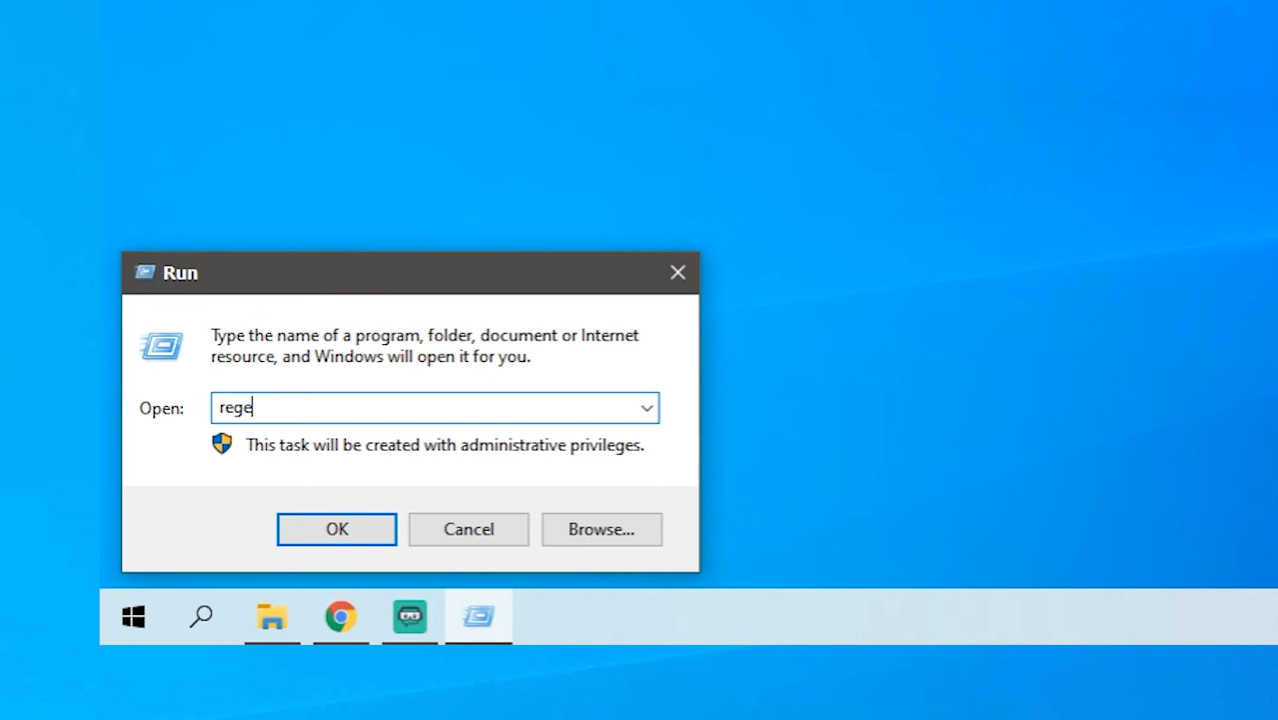 Run
Type the name of a program, folder, document or Internet
resource, and Windows will open it for you.
Open:
rege
This task will be created with administrative privileges.
OK
Cancel
Browse...